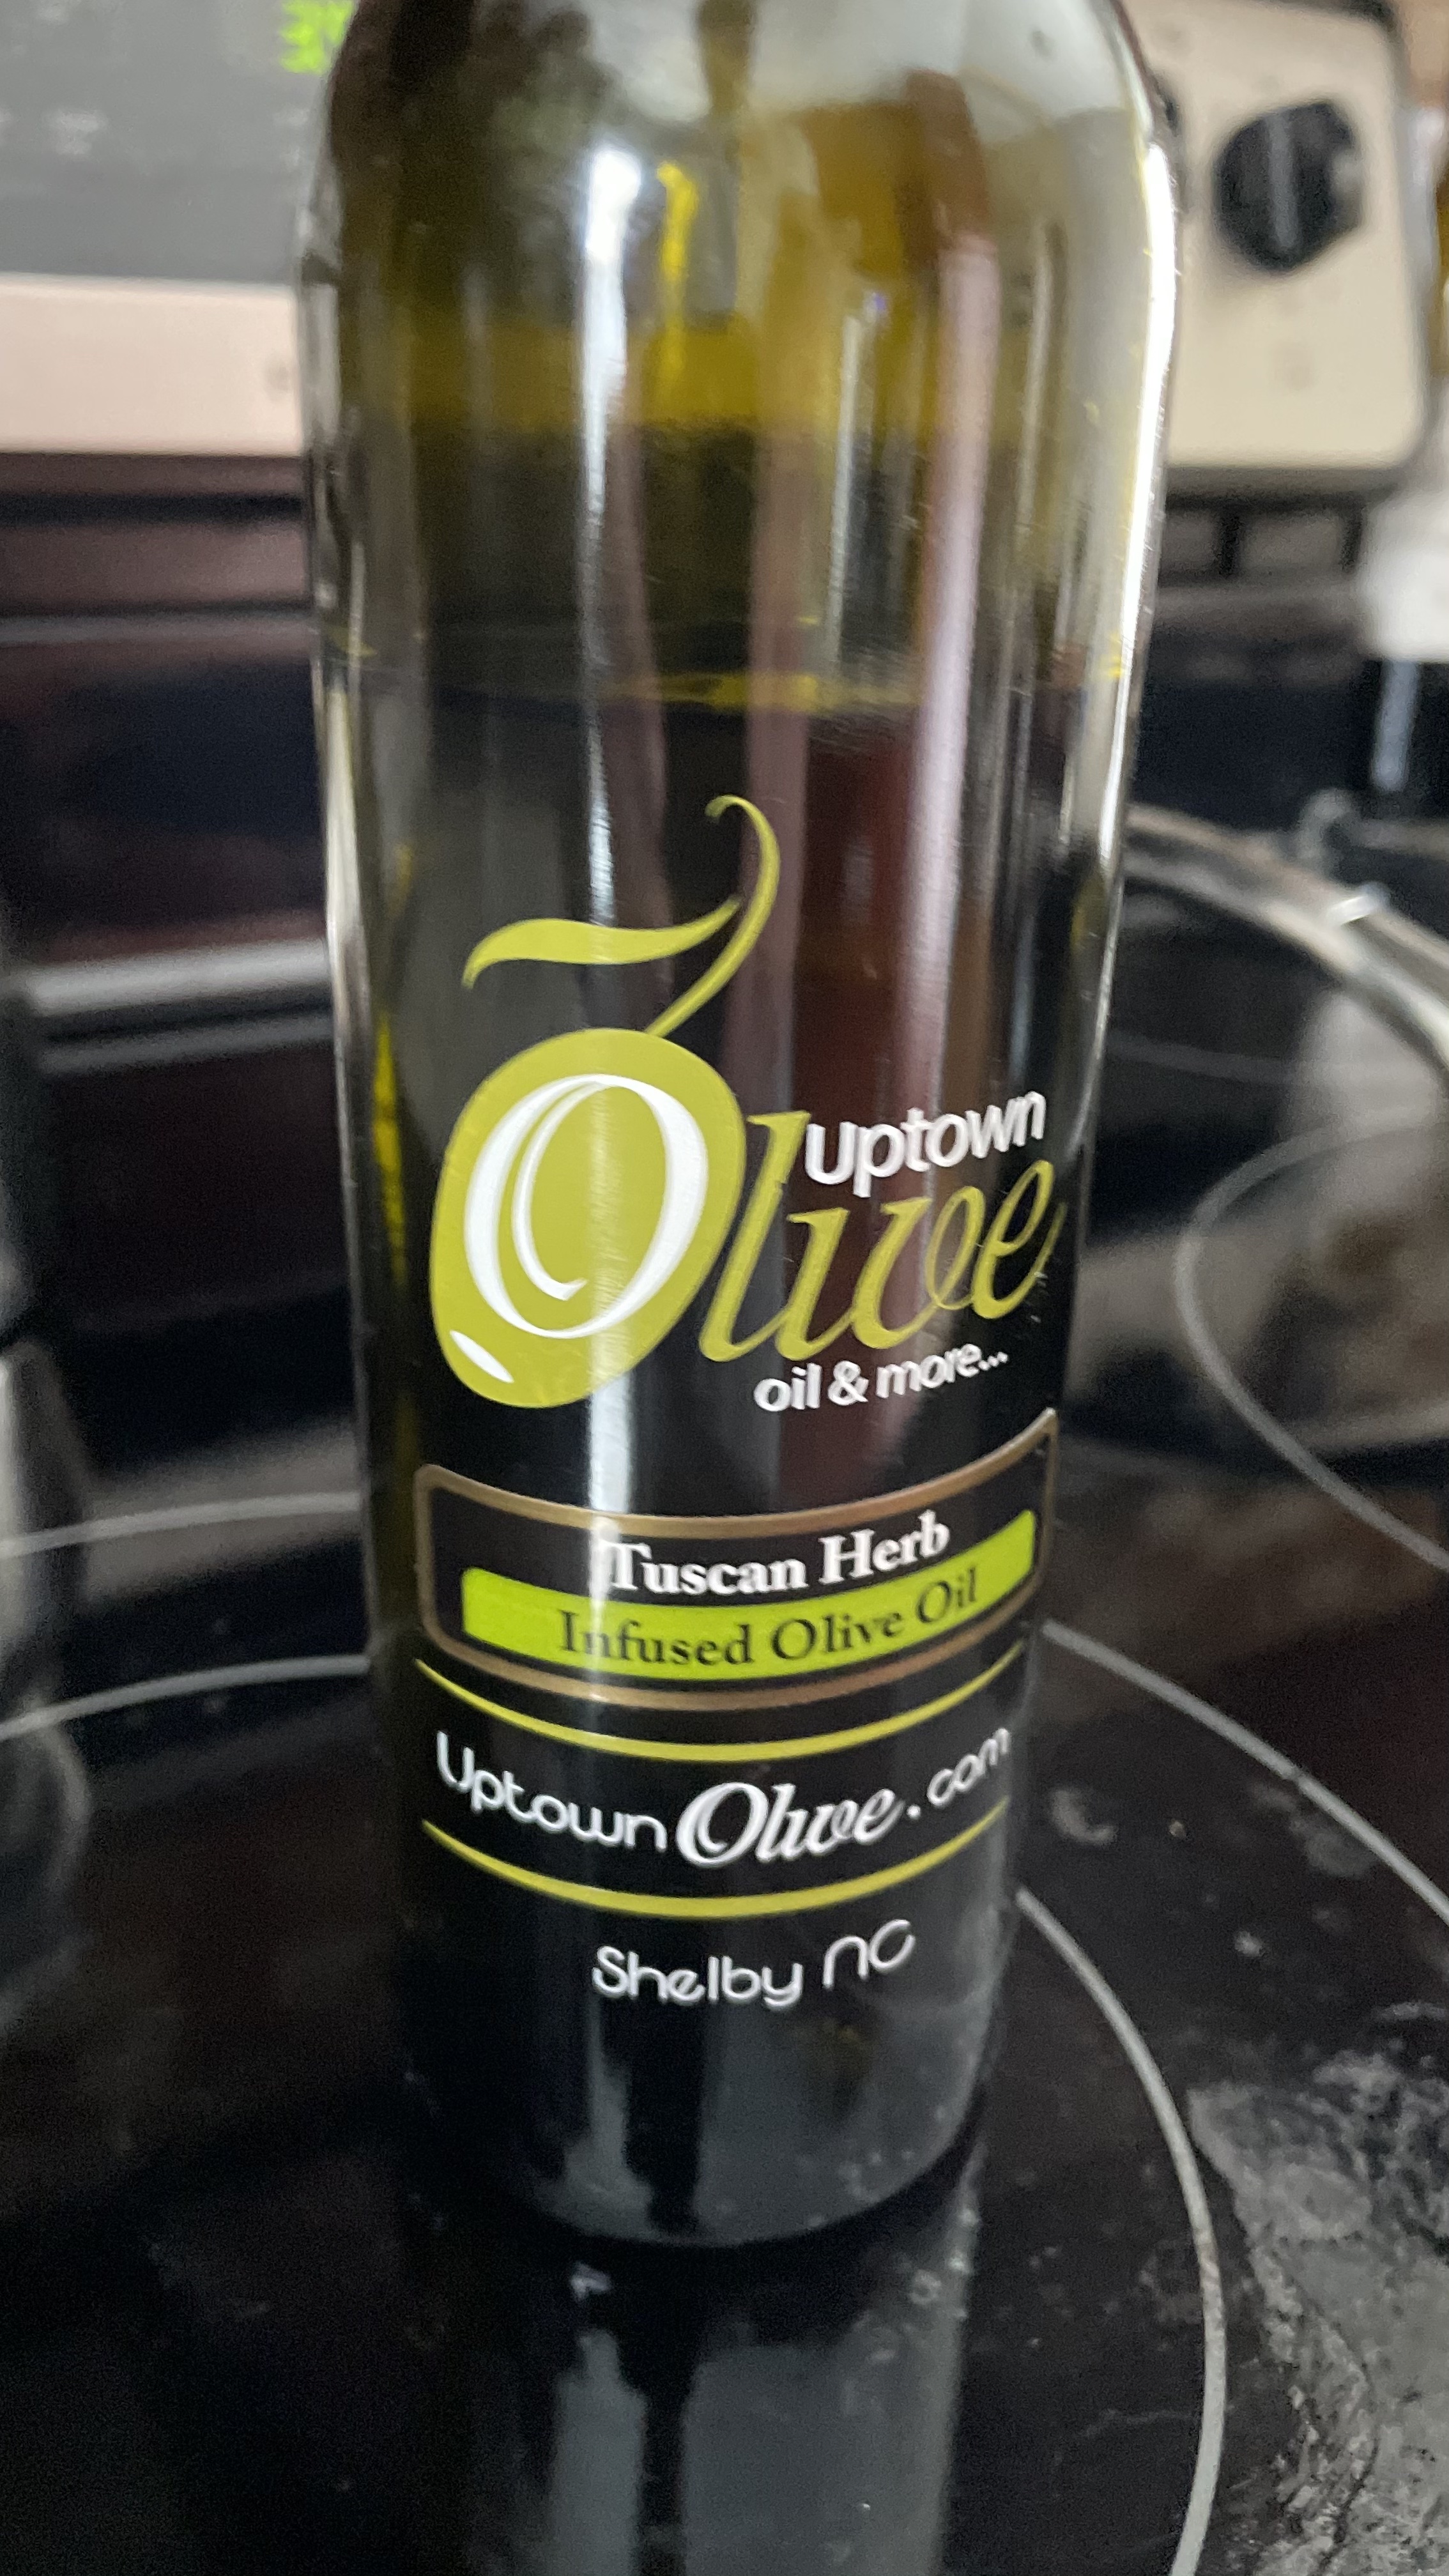 Uptown
Olive
oil & more...
Tuscan Herb
Infused Olive Oil
UptownOlive.com
Shelby NC